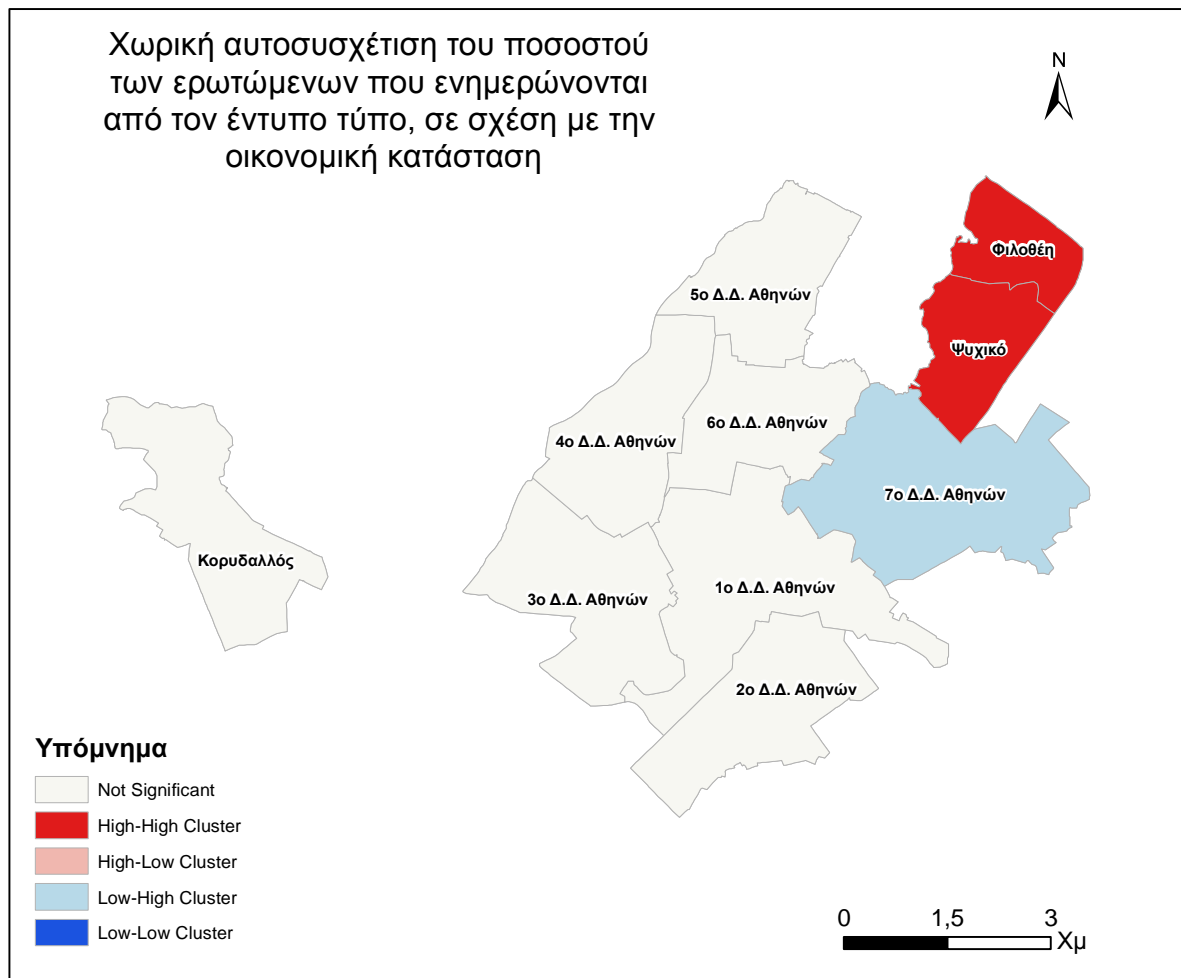 Χωρική αυτοσυσχέτιση του ποσοστού
των ερωτώμενων που ενημερώνονται
από τον έντυπο τύπο, σε σχέση με την
οικονομική κατάσταση
N
Φιλοθέη
5ο Δ.Δ. Αθηνών
Ψυχικό
6ο Δ.Δ. Αθηνών
4ο Δ.Δ. Αθηνών
7ο Δ.Δ. Αθηνών
Κορυδαλλός
1ο Δ.Δ. Αθηνών
3ο Δ.Δ. Αθηνών
2ο Δ.Δ. Αθηνών
Υπόμνημα
Not Significant
High-High Cluster
High-Low Cluster
Low-High Cluster
Low-Low Cluster
0 1,5 3
Χμ